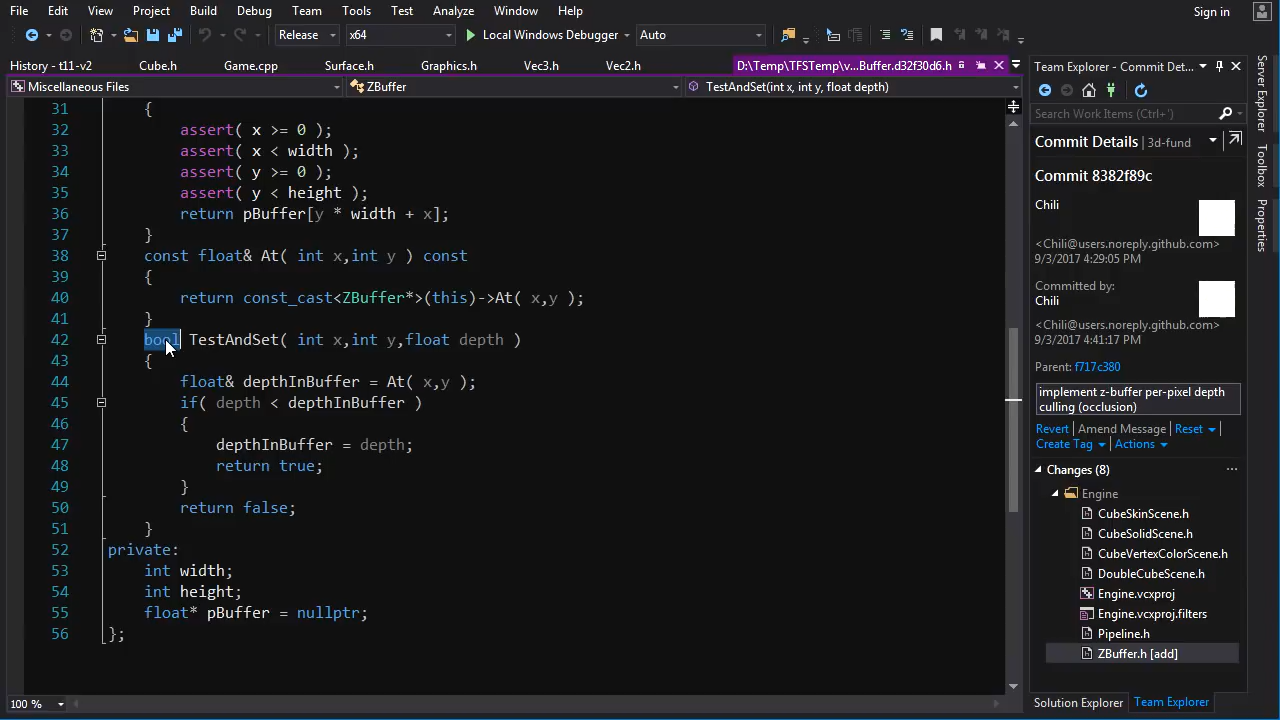 File Edit View Project Build Debug Team Tools Test Analyze Window Help Sign in
Release x64 Local Windows Debugger Auto
History - t11-v2 Cube.h Game.cpp Surface.h Graphics.h Vec3.h Vec2.h D:\Temp\TFSTemp\v...Buffer.d32f30d6.h
Miscellaneous Files ZBuffer TestAndSet(int x, int y, float depth)
31 {
32 assert( x >= 0 );
33 assert( x < width );
34 assert( y >= 0 );
35 assert( y < height );
36 return pBuffer[y * width + x];
37 }
38 const float& At( int x,int y ) const
39 {
40 return const_cast<ZBuffer*>(this)->At( x,y );
41 }
42 bool TestAndSet( int x,int y,float depth )
43 {
44 float& depthInBuffer = At( x,y );
45 if( depth < depthInBuffer )
46 {
47 depthInBuffer = depth;
48 return true;
49 }
50 return false;
51 }
52 private:
53 int width;
54 int height;
55 float* pBuffer = nullptr;
56 };
100 %
Team Explorer - Commit Det...
Search Work Items (Ctrl+')
Commit Details | 3d-fund
Commit 8382f89c
Chili
<Chili@users.noreply.github.com>
9/3/2017 4:29:05 PM
Committed by:
Chili
<Chili@users.noreply.github.com>
9/3/2017 4:41:17 PM
Parent: f717c380
implement z-buffer per-pixel depth
culling (occlusion)
Revert Amend Message Reset
Create Tag Actions
Changes (8)
Engine
CubeSkinScene.h
CubeSolidScene.h
CubeVertexColorScene.h
DoubleCubeScene.h
Engine.vcxproj
Engine.vcxproj.filters
Pipeline.h
ZBuffer.h [add]
Solution Explorer Team Explorer
Server Explorer
Toolbox
Properties